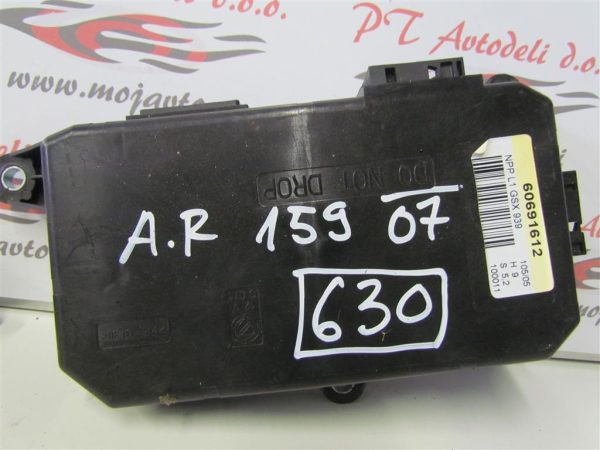 d.o.o.
PT Avtodeli d.o.
www.mojavto
DO NOT DROP
NPP L1 GSX 939
60691612
105/05
H 9
S 5.2
100011
A.R 159 07
630